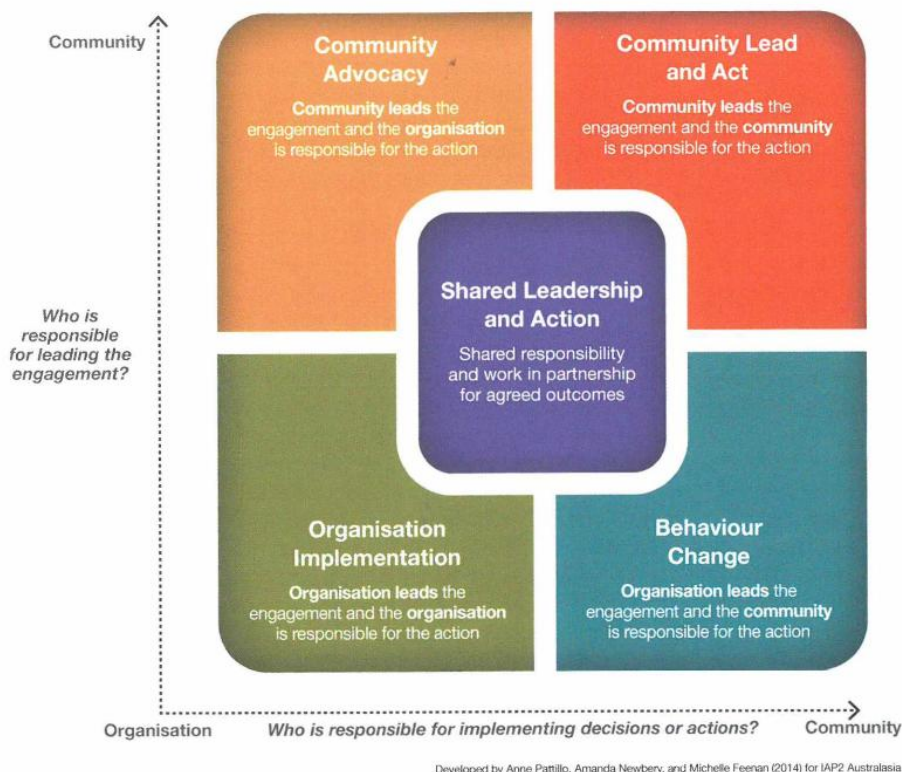 Community
Community
Advocacy
Community leads the
engagement and the organisation
is responsible for the action
Community Lead
and Act
Community leads the
engagement and the community
is responsible for the action
Who is
responsible
for leading the
engagement?
Shared Leadership
and Action
Shared responsibility
and work in partnership
for agreed outcomes
Organisation
Implementation
Organisation leads the
engagement and the organisation
is responsible for the action
Behaviour
Change
Organisation leads the
engagement and the community
is responsible for the action
Organisation
Who is responsible for implementing decisions or actions?
Community
Developed by Anne Pattillo, Amanda Newbery, and Michelle Feenan (2014) for IAP2 Australasia